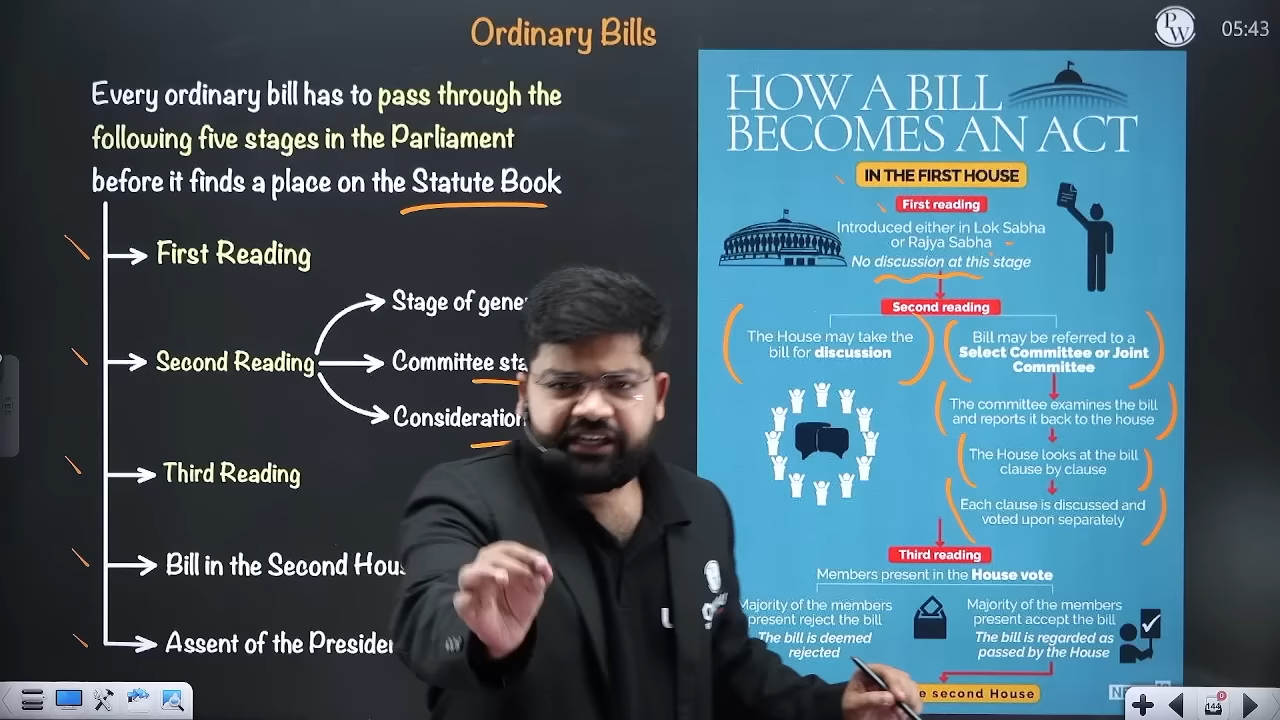 Ordinary Bills
PW
05:43
Every ordinary bill has to pass through the
following five stages in the Parliament
before it finds a place on the Statute Book
First Reading
Second Reading
Stage of
Committee
Consideration
Third Reading
Bill in the Second
Assent of the
HOW A BILL
BECOMES AN ACT
IN THE FIRST HOUSE
First reading
Introduced either in Lok Sabha
or Rajya Sabha
No discussion at this stage
Second reading
The House may take the
bill for discussion
Bill may be referred to a
Select Committee or Joint
Committee
The committee examines the bill
and reports it back to the house
The House looks at the bill
clause by clause
Each clause is discussed and
voted upon separately
Third reading
Members present in the House vote
Majority of the members
present reject the bill
The bill is deemed
rejected
Majority of the members
present accept the bill
The bill is regarded as
passed by the House
second House
144